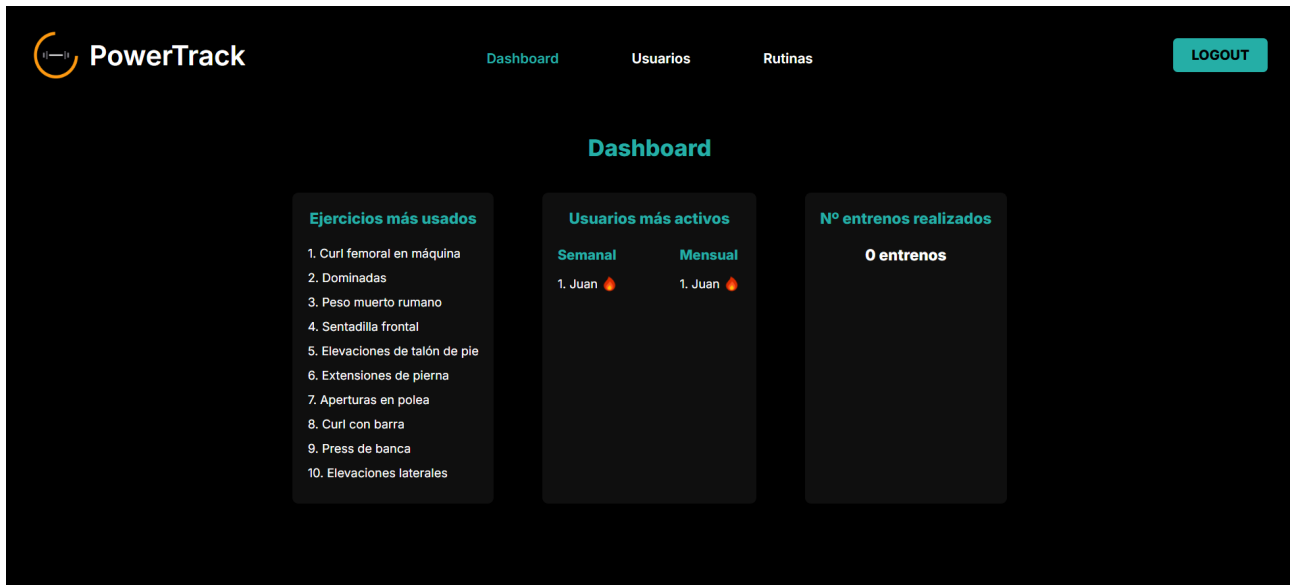 PowerTrack
Dashboard
Usuarios
Rutinas
LOGOUT
Dashboard
Ejercicios más usados
1. Curl femoral en máquina
2. Dominadas
3. Peso muerto rumano
4. Sentadilla frontal
5. Elevaciones de talón de pie
6. Extensiones de pierna
7. Aperturas en polea
8. Curl con barra
9. Press de banca
10. Elevaciones laterales
Usuarios más activos
Semanal
1. Juan 🔥
Mensual
1. Juan 🔥
Nº entrenos realizados
0 entrenos